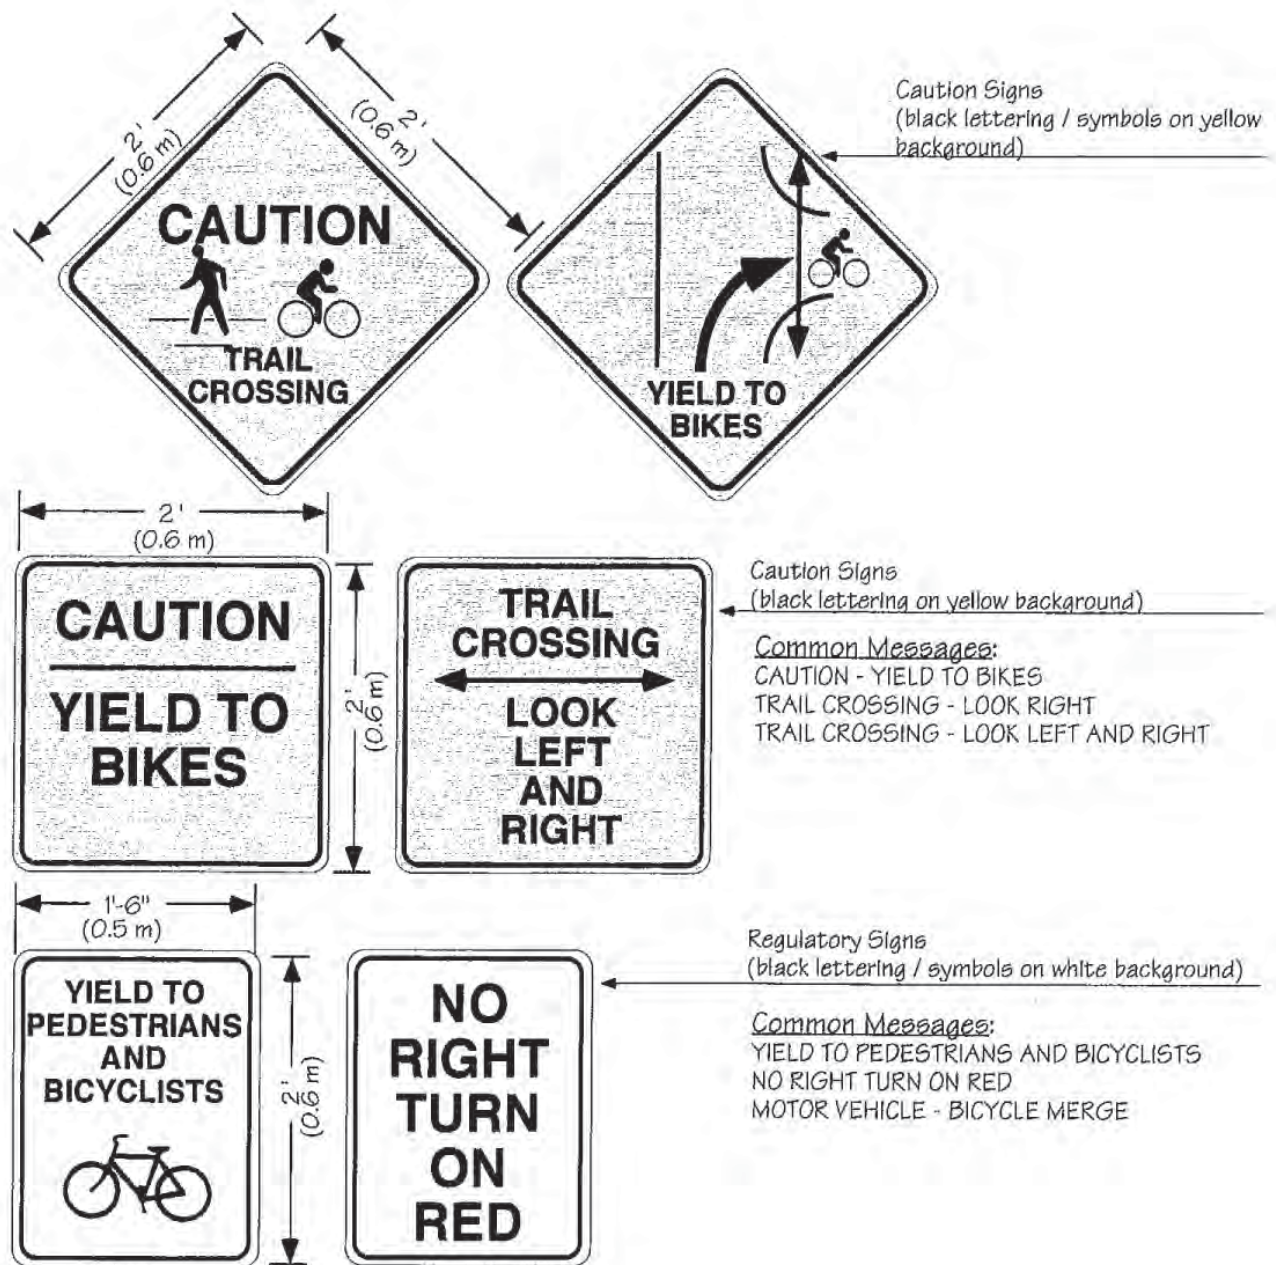 2'
(0.6 m)
2'
(0.6 m)
CAUTION
TRAIL
CROSSING
YIELD TO
BIKES
Caution Signs
(black lettering / symbols on yellow
background)
2'
(0.6 m)
CAUTION
YIELD TO
BIKES
2'
(0.6 m)
TRAIL
CROSSING
LOOK
LEFT
AND
RIGHT
Caution Signs
(black lettering on yellow background)
Common Messages:
CAUTION - YIELD TO BIKES
TRAIL CROSSING - LOOK RIGHT
TRAIL CROSSING - LOOK LEFT AND RIGHT
1'-6"
(0.5 m)
YIELD TO
PEDESTRIANS
AND
BICYCLISTS
2'
(0.6 m)
NO
RIGHT
TURN
ON
RED
Regulatory Signs
(black lettering / symbols on white background)
Common Messages:
YIELD TO PEDESTRIANS AND BICYCLISTS
NO RIGHT TURN ON RED
MOTOR VEHICLE - BICYCLE MERGE